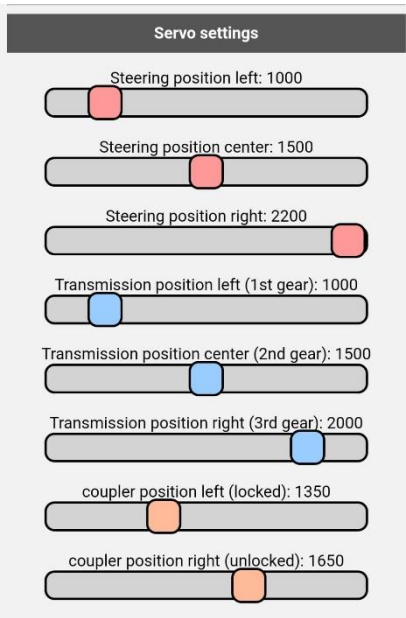 Servo settings
Steering position left: 1000
Steering position center: 1500
Steering position right: 2200
Transmission position left (1st gear): 1000
Transmission position center (2nd gear): 1500
Transmission position right (3rd gear): 2000
coupler position left (locked): 1350
coupler position right (unlocked): 1650